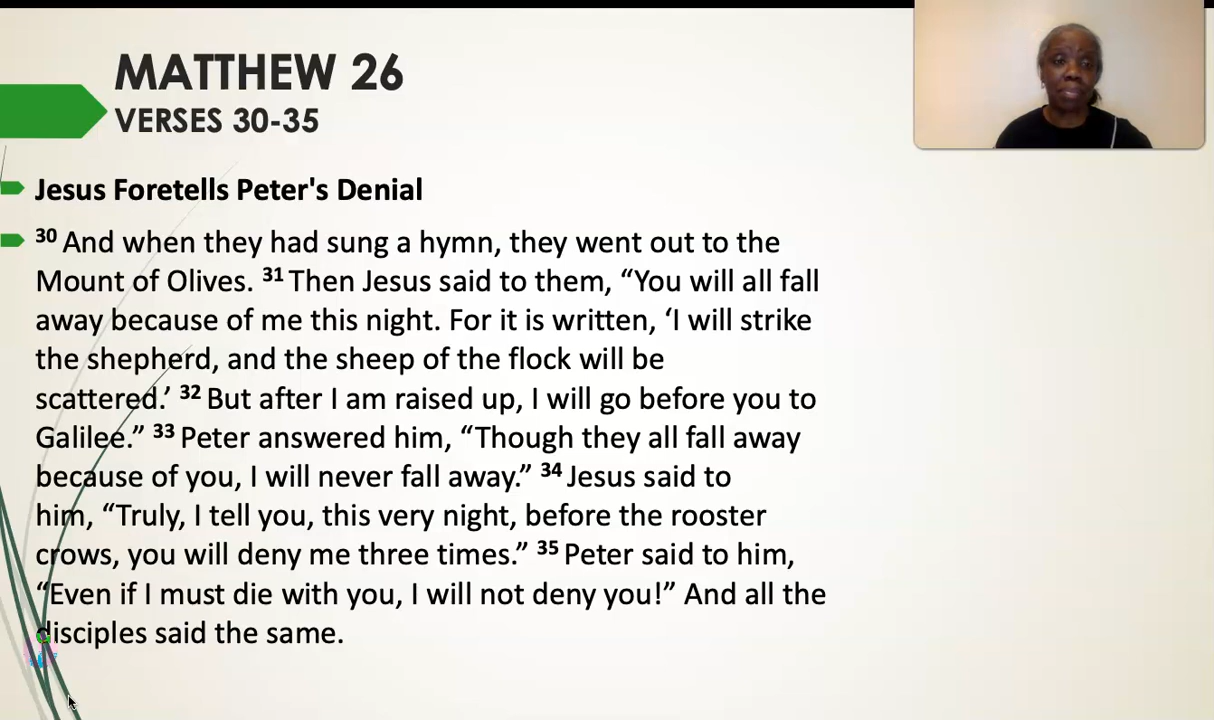 MATTHEW 26
VERSES 30-35
Jesus Foretells Peter's Denial
30 And when they had sung a hymn, they went out to the
Mount of Olives. 31 Then Jesus said to them, “You will all fall
away because of me this night. For it is written, ‘I will strike
the shepherd, and the sheep of the flock will be
scattered.’ 32 But after I am raised up, I will go before you to
Galilee.” 33 Peter answered him, “Though they all fall away
because of you, I will never fall away.” 34 Jesus said to
him, “Truly, I tell you, this very night, before the rooster
crows, you will deny me three times.” 35 Peter said to him,
“Even if I must die with you, I will not deny you!” And all the
disciples said the same.